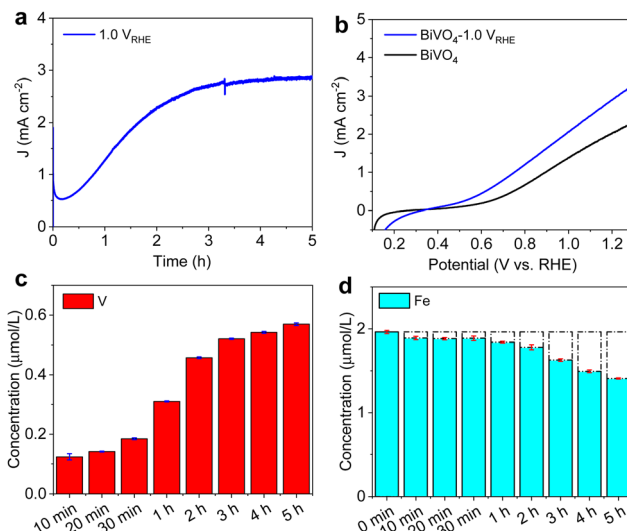 a
1.0 V_RHE
J (mA cm⁻²)
5
4
3
2
1
0
0 1 2 3 4 5
Time (h)
b
BiVO₄-1.0 V_RHE
BiVO₄
J (mA cm⁻²)
5
4
3
2
1
0
0.2 0.4 0.6 0.8 1.0 1.2
Potential (V vs. RHE)
c
V
Concentration (μmol/L)
0.6
0.4
0.2
0.0
10 min 20 min 30 min 1 h 2 h 3 h 4 h 5 h
d
Fe
Concentration (μmol/L)
2
1
0
0 min 10 min 20 min 30 min 1 h 2 h 3 h 4 h 5 h